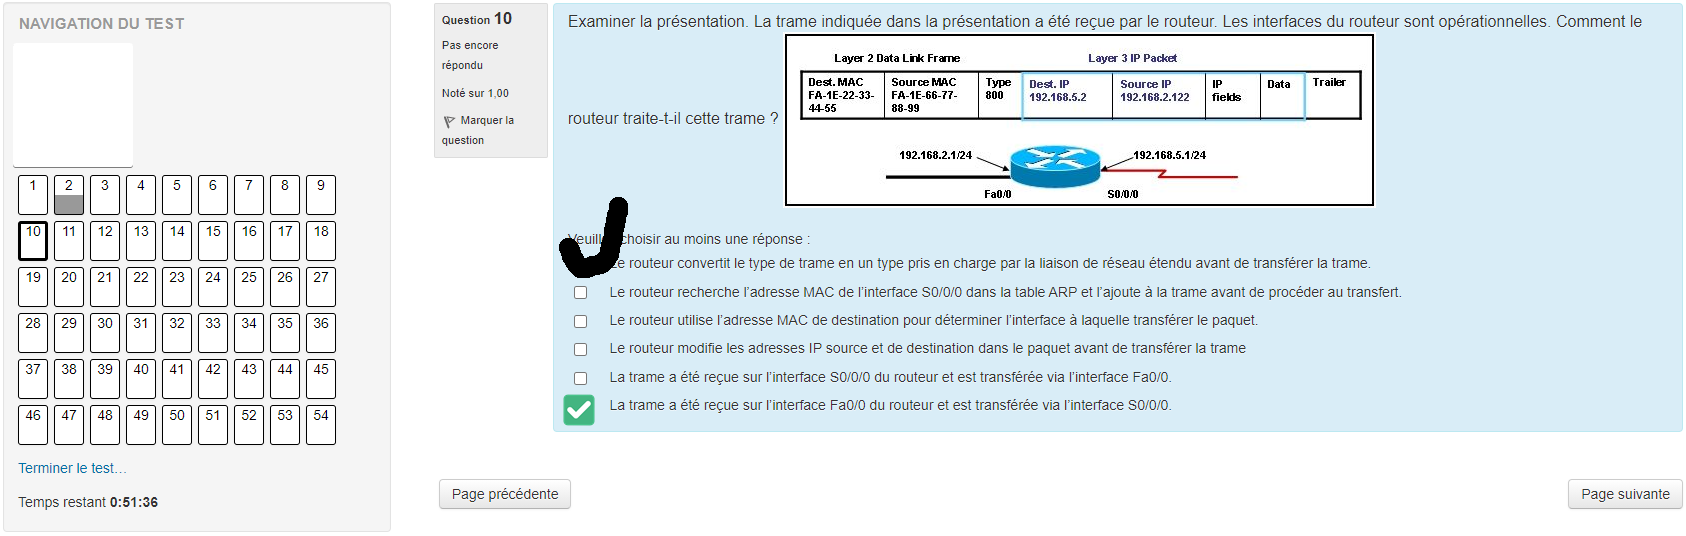 NAVIGATION DU TEST
1 2 3 4 5 6 7 8 9
10 11 12 13 14 15 16 17 18
19 20 21 22 23 24 25 26 27
28 29 30 31 32 33 34 35 36
37 38 39 40 41 42 43 44 45
46 47 48 49 50 51 52 53 54
Terminer le test…
Temps restant 0:51:36
Question 10
Pas encore
répondu
Noté sur 1,00
Marquer la
question
Examiner la présentation. La trame indiquée dans la présentation a été reçue par le routeur. Les interfaces du routeur sont opérationnelles. Comment le
routeur traite-t-il cette trame ?
Layer 2 Data Link Frame
Layer 3 IP Packet
Dest. MAC
FA-1E-22-33-
44-55
Source MAC
FA-1E-66-77-
88-99
Type
800
Dest. IP
192.168.5.2
Source IP
192.168.2.122
IP
fields
Data
Trailer
192.168.2.1/24
192.168.5.1/24
Fa0/0
S0/0/0
choisir au moins une réponse :
routeur convertit le type de trame en un type pris en charge par la liaison de réseau étendu avant de transférer la trame.
Le routeur recherche l’adresse MAC de l’interface S0/0/0 dans la table ARP et l’ajoute à la trame avant de procéder au transfert.
Le routeur utilise l’adresse MAC de destination pour déterminer l’interface à laquelle transférer le paquet.
Le routeur modifie les adresses IP source et de destination dans le paquet avant de transférer la trame
La trame a été reçue sur l’interface S0/0/0 du routeur et est transférée via l’interface Fa0/0.
La trame a été reçue sur l’interface Fa0/0 du routeur et est transférée via l’interface S0/0/0.
Page précédente
Page suivante